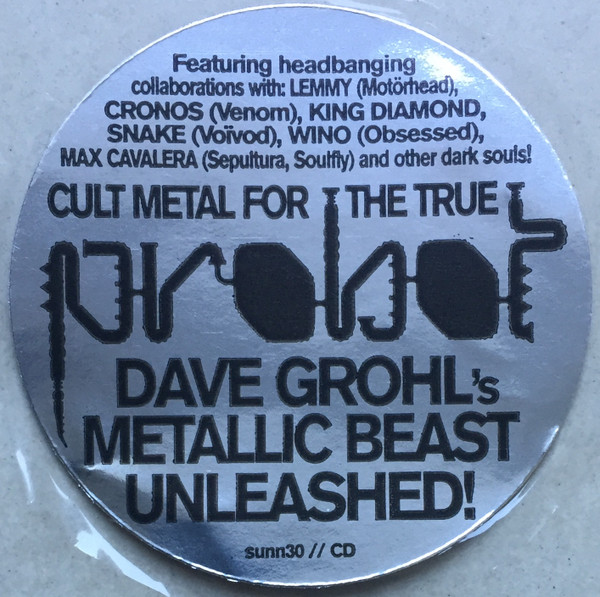 Featuring headbanging
collaborations with: LEMMY (Motörhead),
CRONOS (Venom), KING DIAMOND,
SNAKE (Voïvod), WINO (Obsessed),
MAX CAVALERA (Sepultura, Soulfly) and other dark souls!
CULT METAL FOR THE TRUE
probot
DAVE GROHL's
METALLIC BEAST
UNLEASHED!
sunn30 // CD